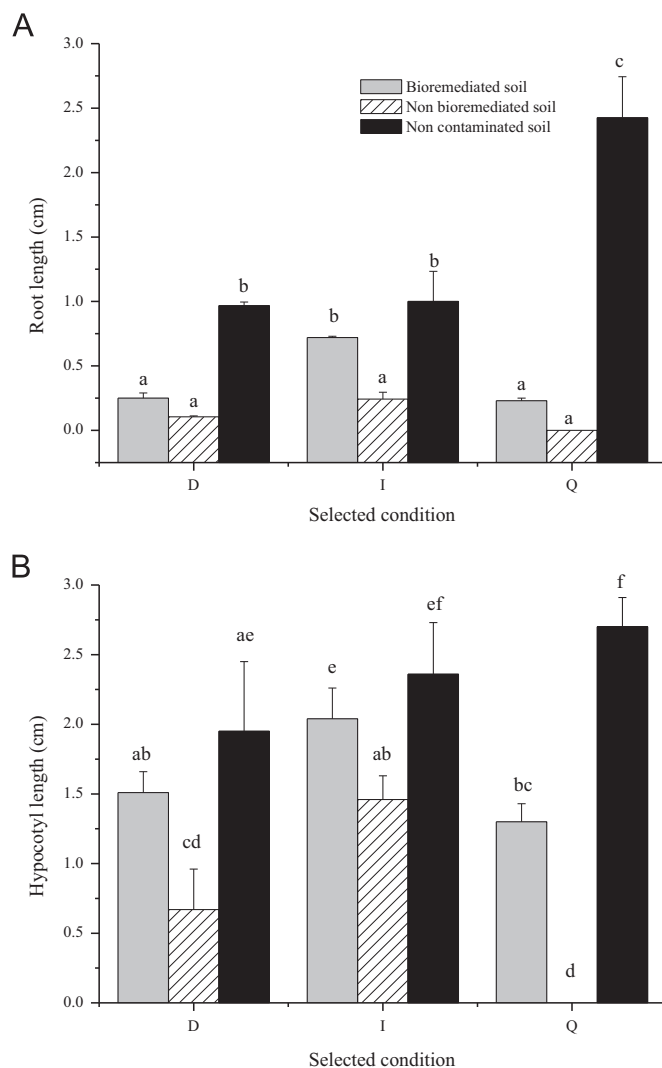 A
3.0
2.5
2.0
1.5
1.0
0.5
0.0
Root length (cm)
Bioremediated soil
Non bioremediated soil
Non contaminated soil
a
a
b
b
a
b
a
a
c
D
I
Q
Selected condition
B
3.0
2.5
2.0
1.5
1.0
0.5
0.0
Hypocotyl length (cm)
ab
cd
ae
e
ab
ef
bc
d
f
D
I
Q
Selected condition